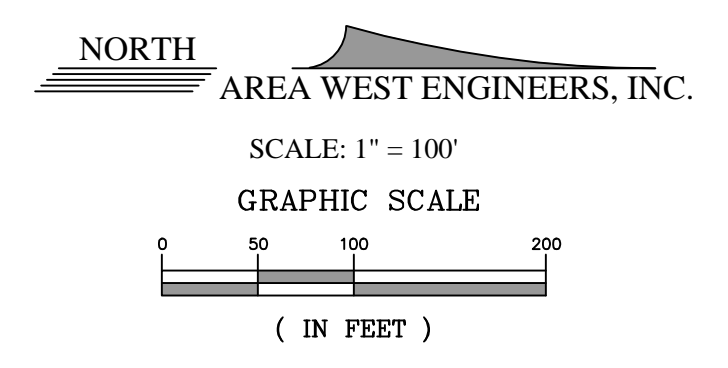 NORTH
AREA WEST ENGINEERS, INC.
SCALE: 1" = 100'
GRAPHIC SCALE
0 50 100 200
( IN FEET )